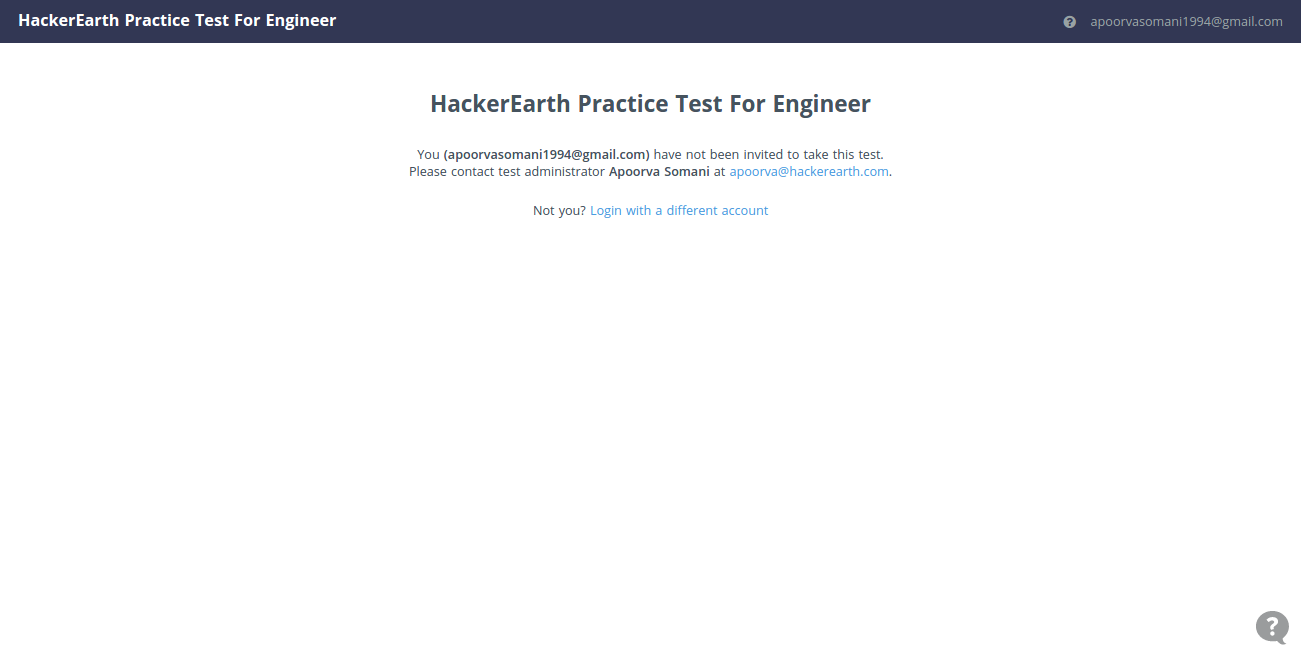 HackerEarth Practice Test For Engineer
? apoorvasomani1994@gmail.com
HackerEarth Practice Test For Engineer
You (apoorvasomani1994@gmail.com) have not been invited to take this test.
Please contact test administrator Apoorva Somani at apoorva@hackerearth.com.
Not you? Login with a different account
?